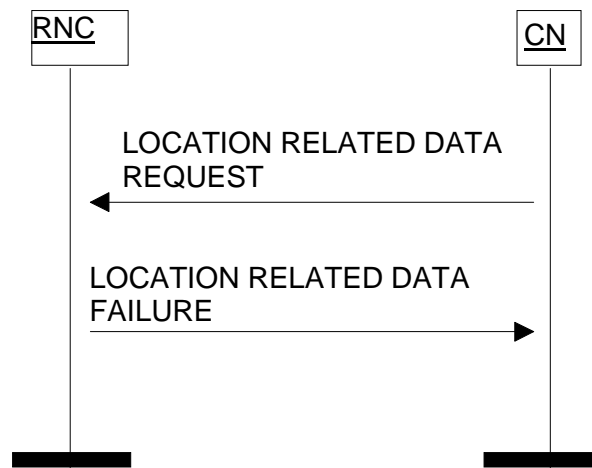 RNC
CN
LOCATION RELATED DATA
REQUEST
LOCATION RELATED DATA
FAILURE